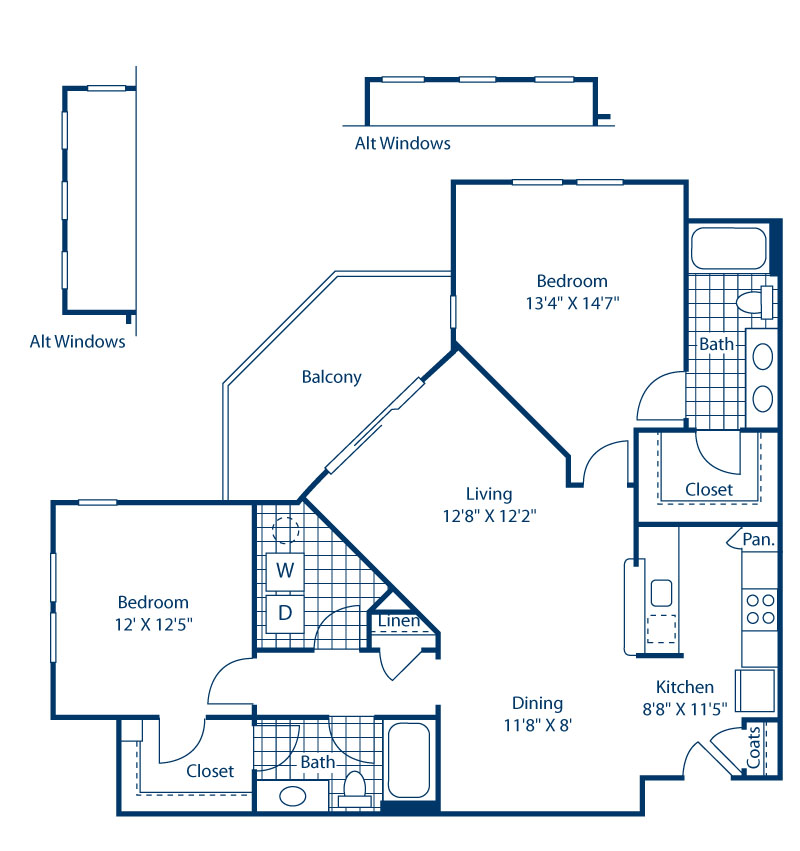 Alt Windows
Alt Windows
Bedroom
13'4" X 14'7"
Bath
Balcony
Closet
Living
12'8" X 12'2"
Pan.
W
D
Bedroom
12' X 12'5"
Linen
Kitchen
8'8" X 11'5"
Dining
11'8" X 8'
Coats
Bath
Closet